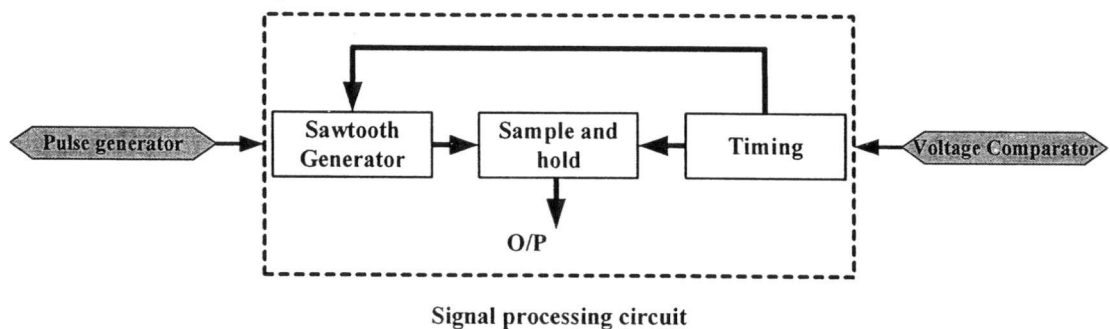 Pulse generator
Sawtooth
Generator
Sample and
hold
Timing
Voltage Comparator
O/P
Signal processing circuit